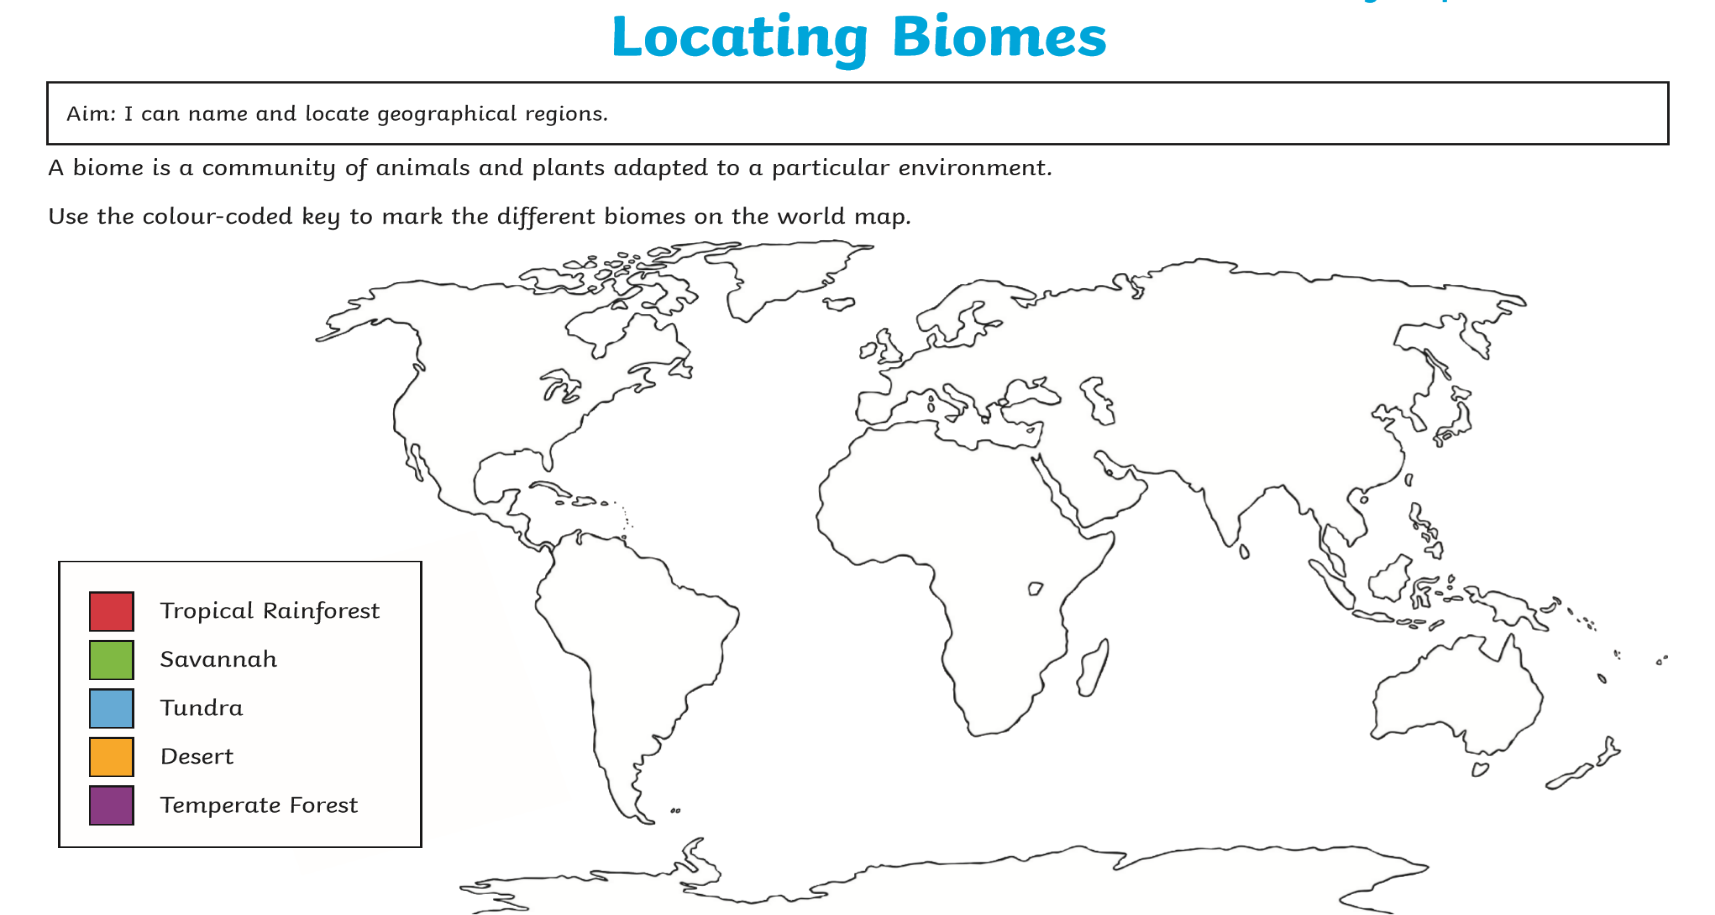 Locating Biomes
Aim: I can name and locate geographical regions.
A biome is a community of animals and plants adapted to a particular environment.
Use the colour-coded key to mark the different biomes on the world map.
Tropical Rainforest
Savannah
Tundra
Desert
Temperate Forest